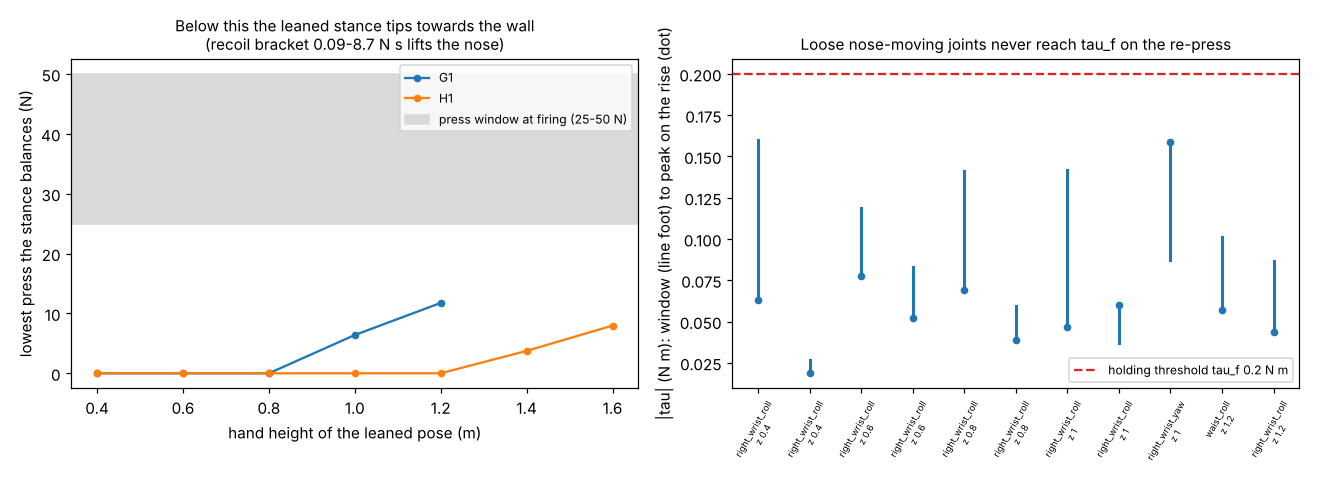 Below this the leaned stance tips towards the wall
(recoil bracket 0.09-8.7 N s lifts the nose)
lowest press the stance balances (N)
50
40
30
20
10
0
G1
H1
press window at firing (25-50 N)
0.4
0.6
0.8
1.0
1.2
1.4
1.6
hand height of the leaned pose (m)
Loose nose-moving joints never reach tau_f on the re-press
|tau| (N m): window (line foot) to peak on the rise (dot)
0.200
0.175
0.150
0.125
0.100
0.075
0.050
0.025
holding threshold tau_f 0.2 N m
right_wrist_roll
z 0.4
right_wrist_roll
z 0.4
right_wrist_roll
z 0.6
right_wrist_roll
z 0.6
right_wrist_roll
z 0.8
right_wrist_roll
z 0.8
right_wrist_roll
z 1
right_wrist_roll
z 1
right_wrist_yaw
z 1
waist_roll
z 1.2
right_wrist_roll
z 1.2